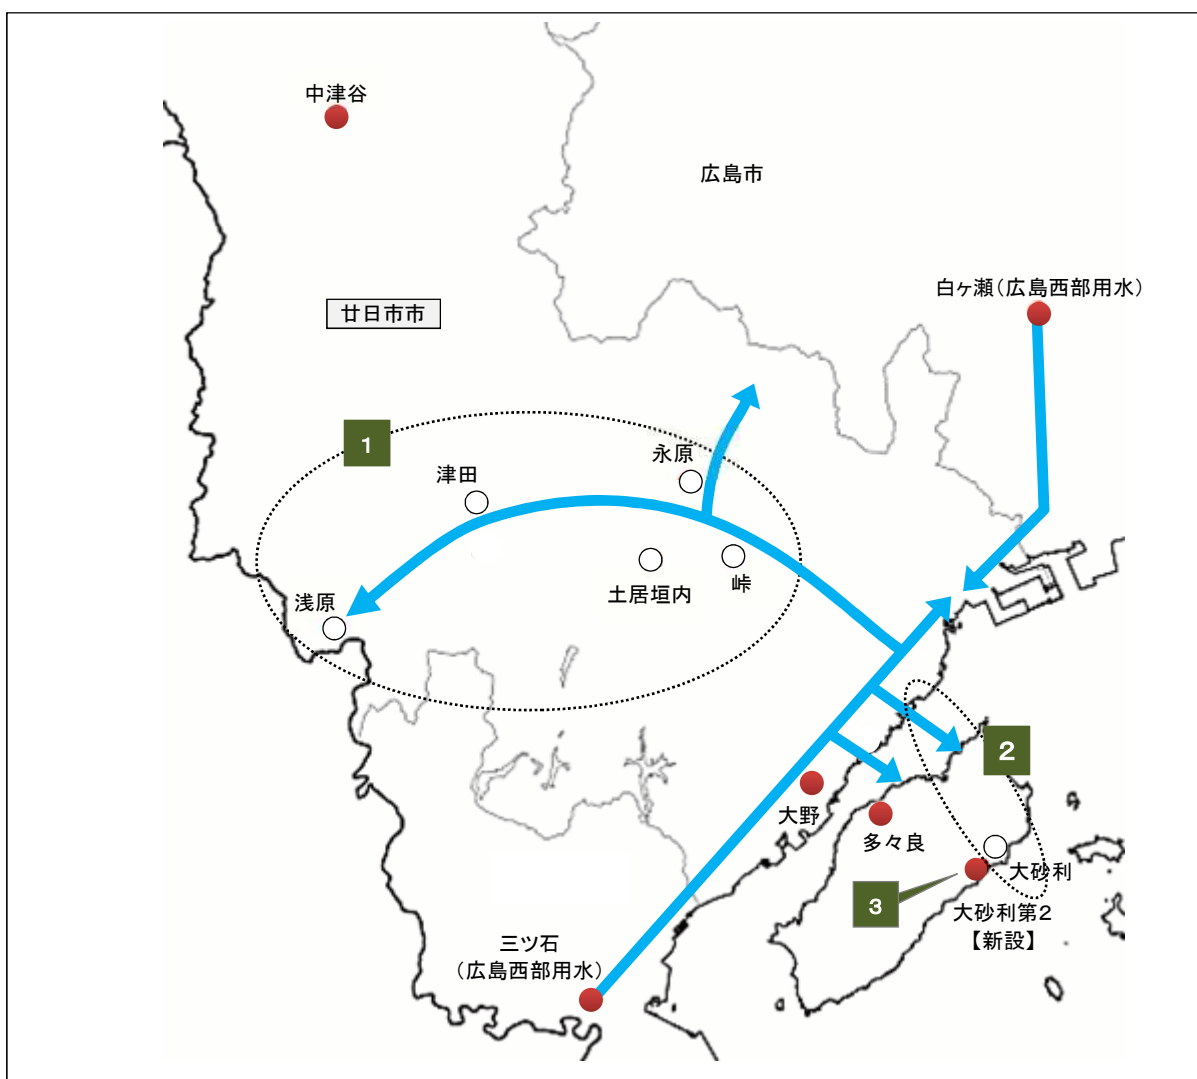 中津谷
広島市
白ヶ瀬（広島西部用水）
廿日市市
1
永原
津田
土居垣内
峠
浅原
2
大野
多々良
大砂利
3
大砂利第2
【新設】
三ツ石
（広島西部用水）